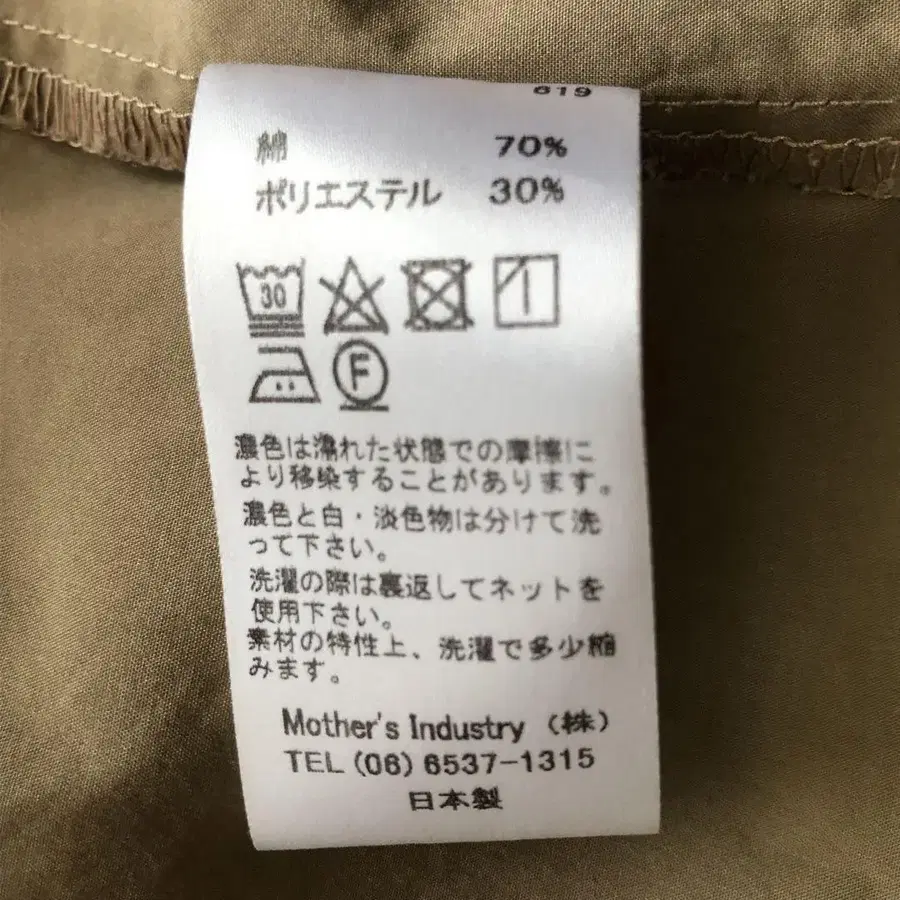 619
綿 70%
ポリエステル 30%
30
F
濃色は濡れた状態での摩擦に
より移染することがあります。
濃色と白・淡色物は分けて洗
って下さい。
洗濯の際は裏返してネットを
使用下さい。
素材の特性上、洗濯で多少縮
みます。
Mother's Industry （株）
TEL (06) 6537-1315
日本製